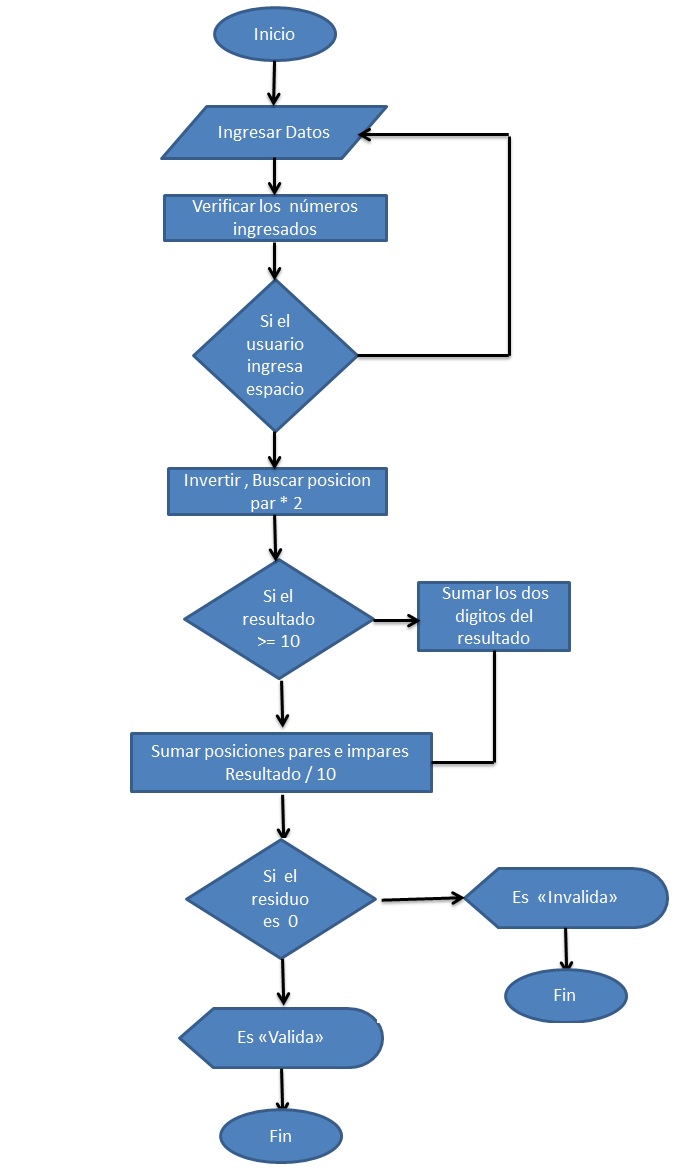 Inicio
Ingresar Datos
Verificar los números
ingresados
Si el
usuario
ingresa
espacio
Invertir , Buscar posicion
par * 2
Si el
resultado
>= 10
Sumar los dos
digitos del
resultado
Sumar posiciones pares e impares
Resultado / 10
Si el
residuo
es 0
Es «Invalida»
Fin
Es «Valida»
Fin